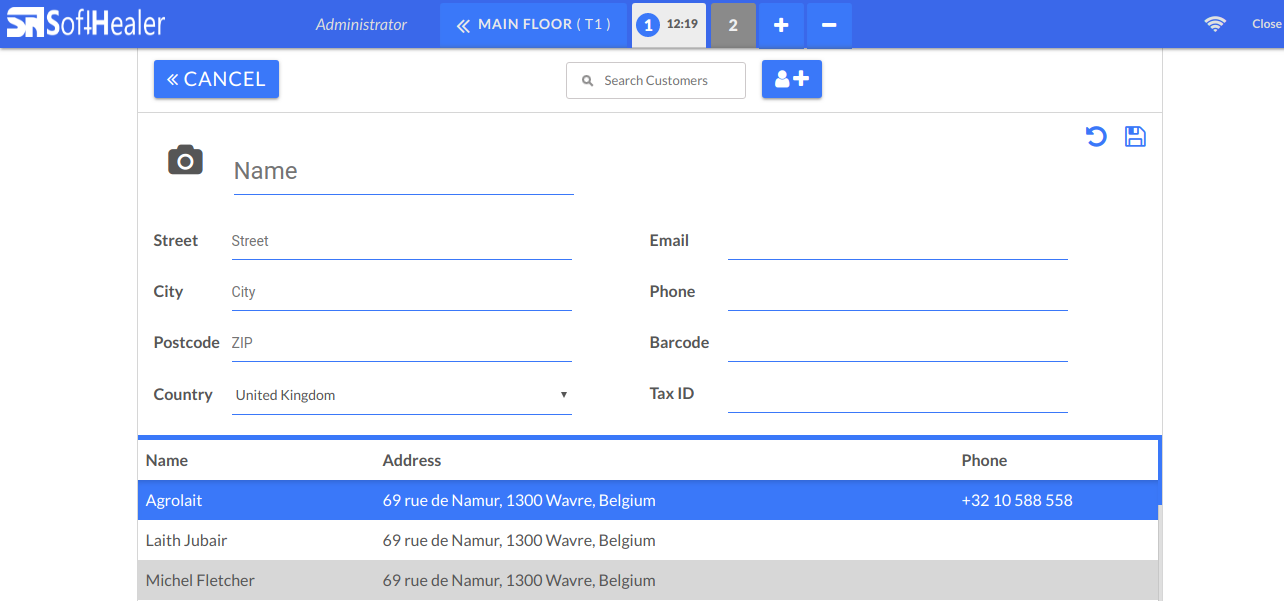 SoftHealer Administrator MAIN FLOOR ( T1 ) 1 12:19 2 Close
CANCEL Search Customers
Name
Street Street Email
City City Phone
Postcode ZIP Barcode
Country United Kingdom Tax ID
Name Address Phone
Agrolait 69 rue de Namur, 1300 Wavre, Belgium +32 10 588 558
Laith Jubair 69 rue de Namur, 1300 Wavre, Belgium
Michel Fletcher 69 rue de Namur, 1300 Wavre, Belgium